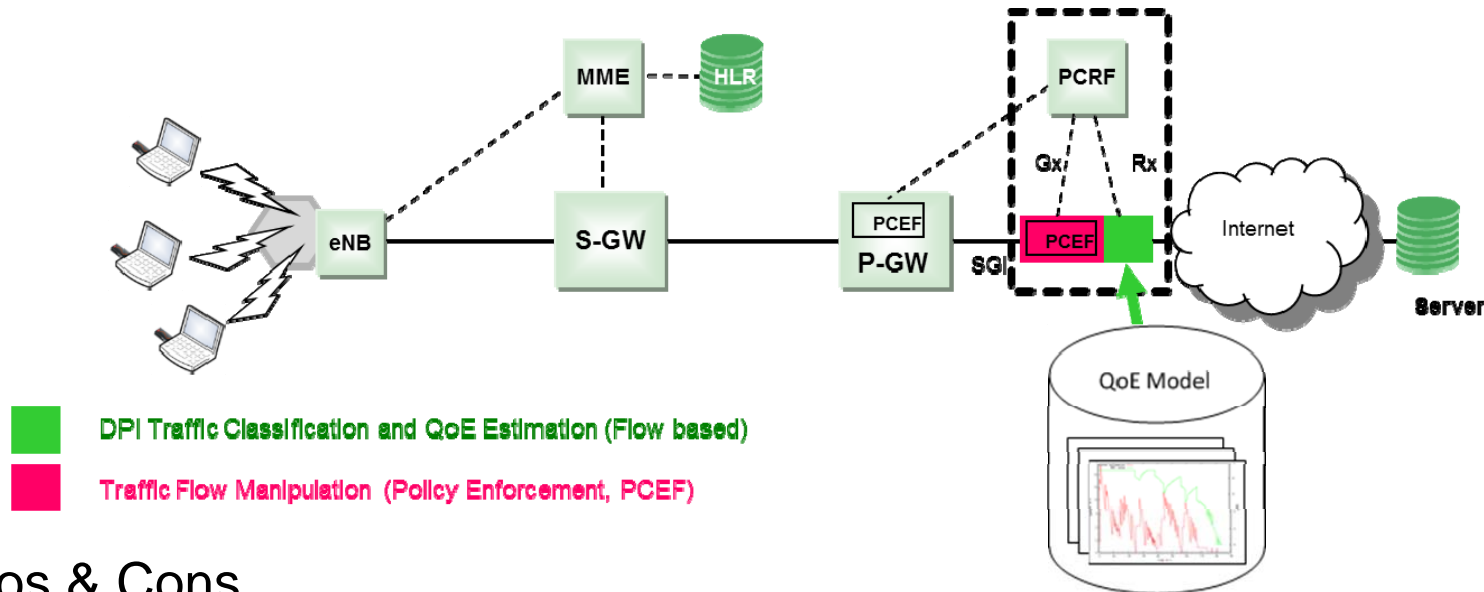 MME
HLR
PCRF
Gx
Rx
eNB
S-GW
PCEF
P-GW
SGI
PCEF
Internet
Server
QoE Model
DPI Traffic Classification and QoE Estimation (Flow based)
Traffic Flow Manipulation (Policy Enforcement, PCEF)
os & Cons